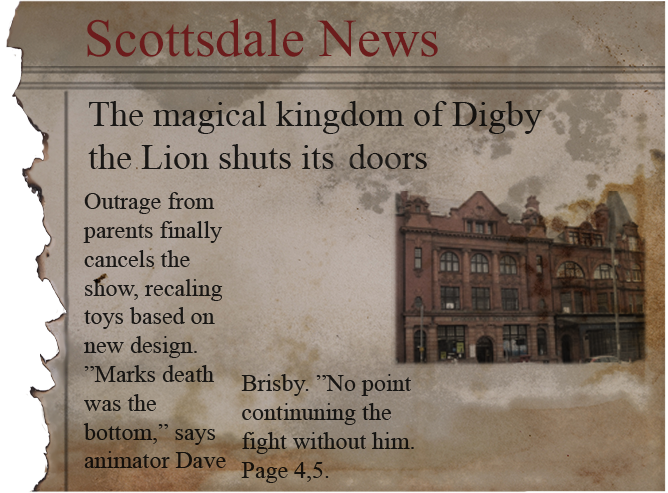 Scottsdale News
The magical kingdom of Digby
the Lion shuts its doors
Outrage from
parents finally
cancels the
show, recaling
toys based on
new design.
”Marks death
was the
bottom,” says
animator Dave
Brisby. ”No point
continuning the
fight without him.
Page 4,5.